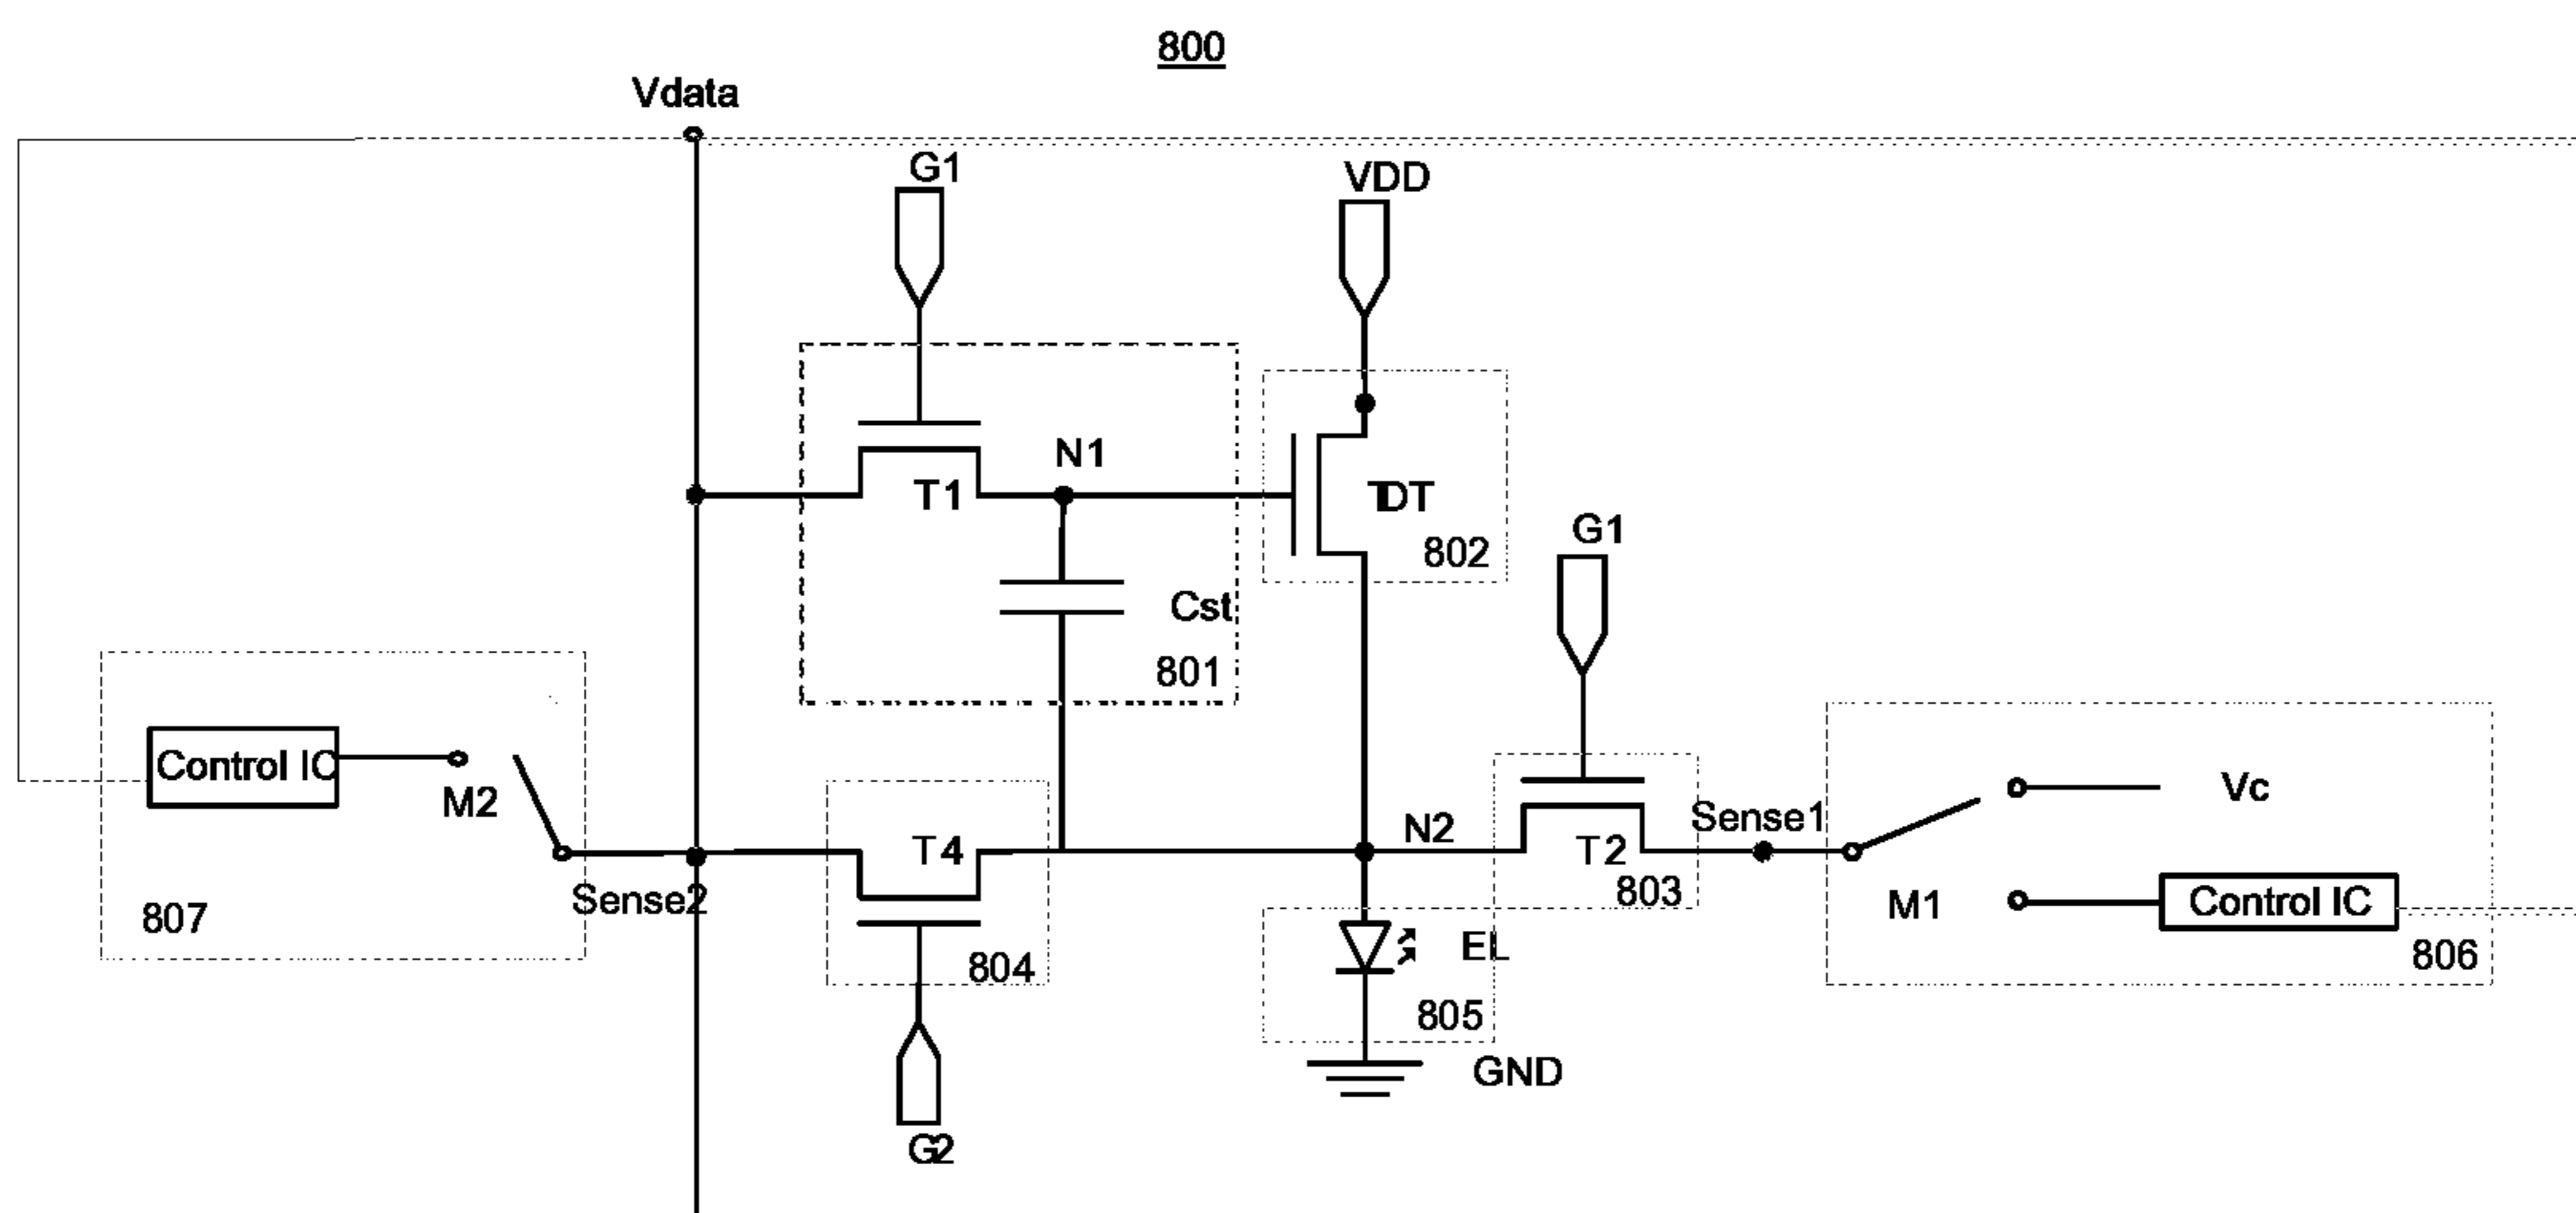 800
Vdata
G1
VDD
N1
T1
TDT
802
G1
Cst
801
Control IC
M2
Sense2
807
T4
804
G2
N2
T2
803
Sense1
Vc
M1
Control IC
806
EL
805
GND